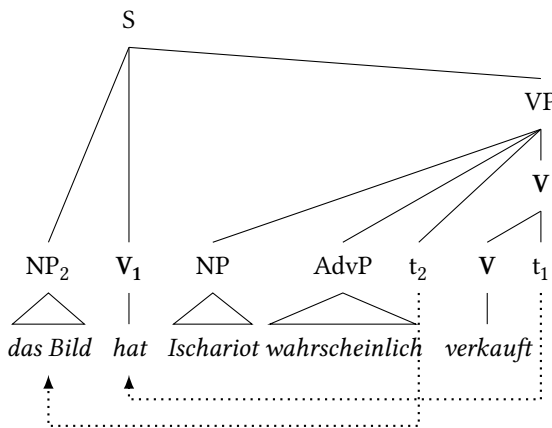 S
VP
V
NP₂ V₁ NP AdvP t₂ V t₁
das Bild hat Ischariot wahrscheinlich verkauft